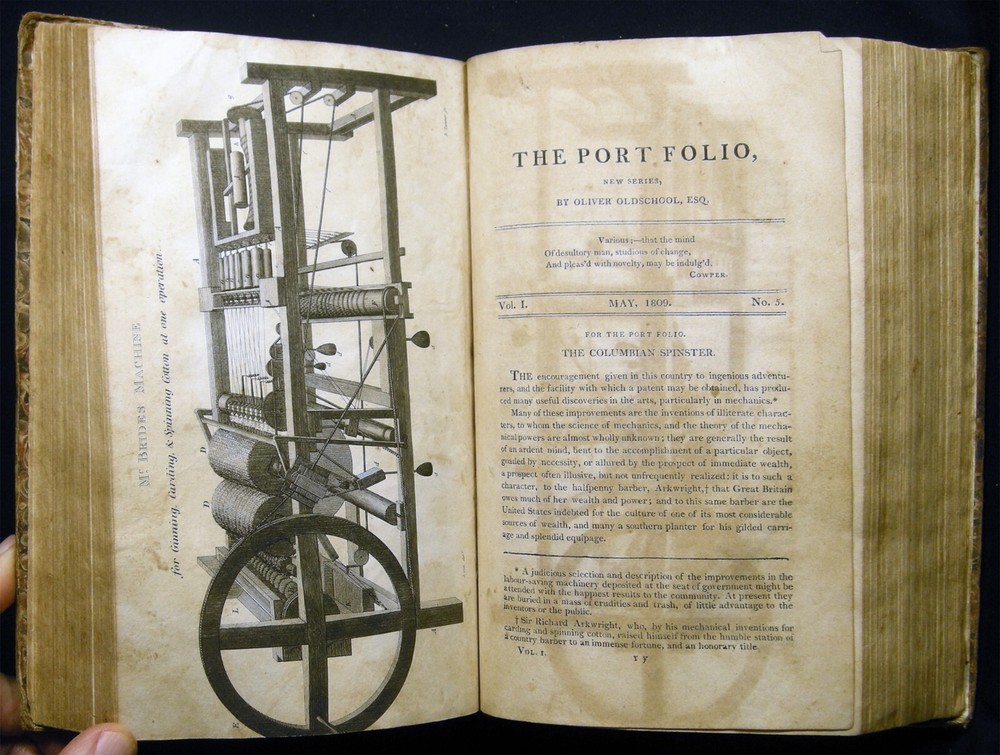 Mc BRIDES MACHINE
for Ginning, Carding, & Spinning Cotton, at one operation.
A
D
D
L
E
THE PORT FOLIO,
NEW SERIES,
BY OLIVER OLDSCHOOL, ESQ.
Various;—that the mind
Of desultory man, studious of change,
And pleas'd with novelty, may be indulg'd.
COWPER.
Vol. I. MAY, 1809. No. 5.
FOR THE PORT FOLIO.
THE COLUMBIAN SPINSTER.
THE encouragement given in this country to ingenious adventu-
rers, and the facility with which a patent may be obtained, has produ-
ced many useful discoveries in the arts, particularly in mechanics.*
Many of these improvements are the inventions of illiterate charac-
ters, to whom the science of mechanics, and the theory of the mecha-
nical powers are almost wholly unknown; they are generally the result
of an ardent mind, bent to the accomplishment of a particular object,
goaded by necessity, or allured by the prospect of immediate wealth,
a prospect often illusive, but not unfrequently realized: it is to such a
character, to the halfpenny barber, Arkwright,† that Great Britain
owes much of her wealth and power; and to this same barber are the
United States indebted for the culture of one of its most considerable
sources of wealth, and many a southern planter for his gilded carri-
age and splendid equipage.
* A judicious selection and description of the improvements in the
labour-saving machinery deposited at the seat of government might be
attended with the happiest results to the community. At present they
are buried in a mass of crudities and trash, of little advantage to the
inventors or the public.
† Sir Richard Arkwright, who, by his mechanical inventions for
carding and spinning cotton, raised himself from the humble station of
a country barber to an immense fortune, and an honorary title.
VOL. I. Y y